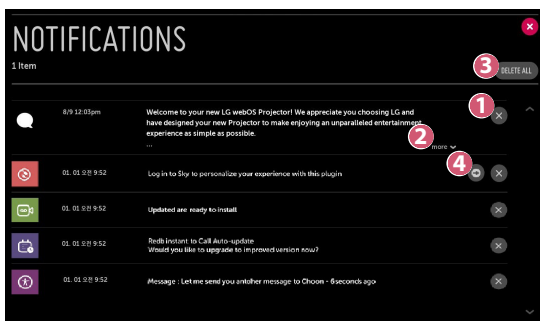 NOTIFICATIONS
1 Item
3 DELETE ALL
1
8/9 12:03pm
Welcome to your new LG webOS Projector! We appreciate you choosing LG and
have designed your new Projector to make enjoying an unparalleled entertainment
experience as simple as possible.
...
2 more
4
01. 01 오전 9:52 Log in to Sky to personalize your experience with this plugin
01. 01 오전 9:52 Updated are ready to install
01. 01 오전 9:52
Redb instant to Call Auto-update
Would you like to upgrade to improved version now?
01. 01 오전 9:52 Message : Let me send you antoher message to Choon - 6seconds ago